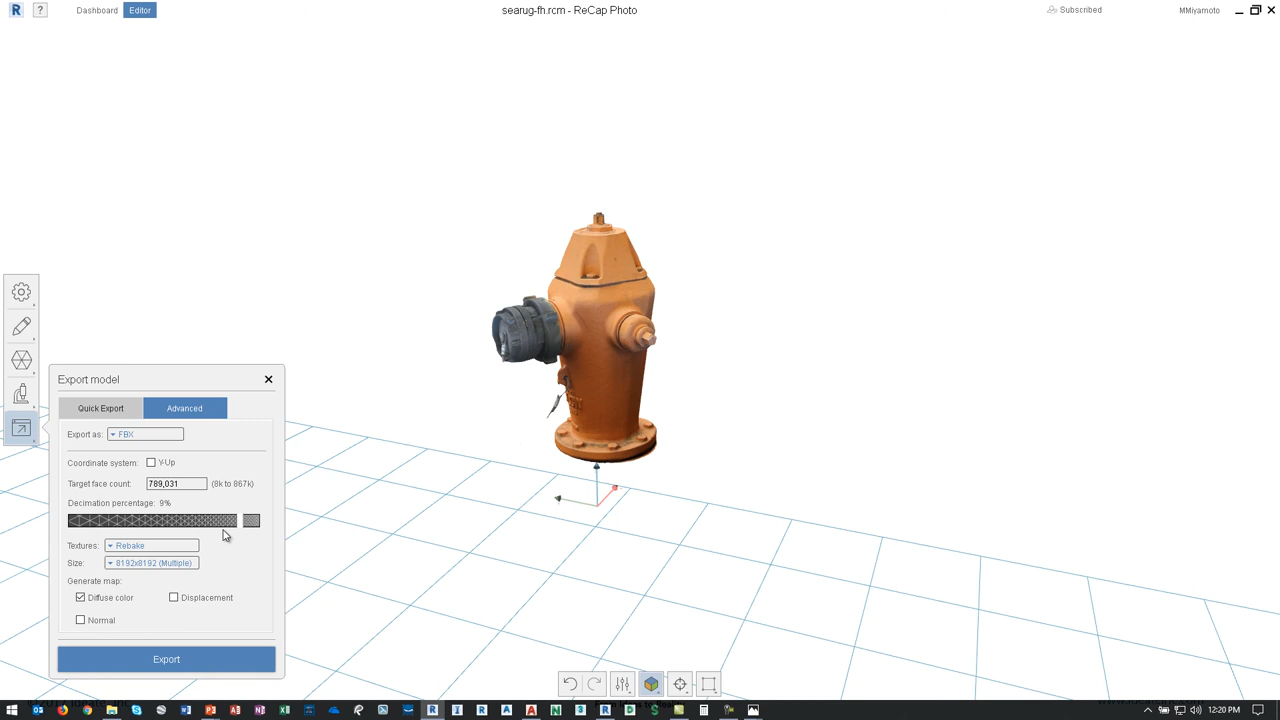 R ? Dashboard Editor searug-fh.rcm - ReCap Photo Subscribed MMiyamoto
Export model
Quick Export Advanced
Export as: FBX
Coordinate system: Y-Up
Target face count: 789,031 (8k to 867k)
Decimation percentage: 9%
Textures: Rebake
Size: 8192x8192 (Multiple)
Generate map:
Diffuse color Displacement
Normal
Export
12:20 PM